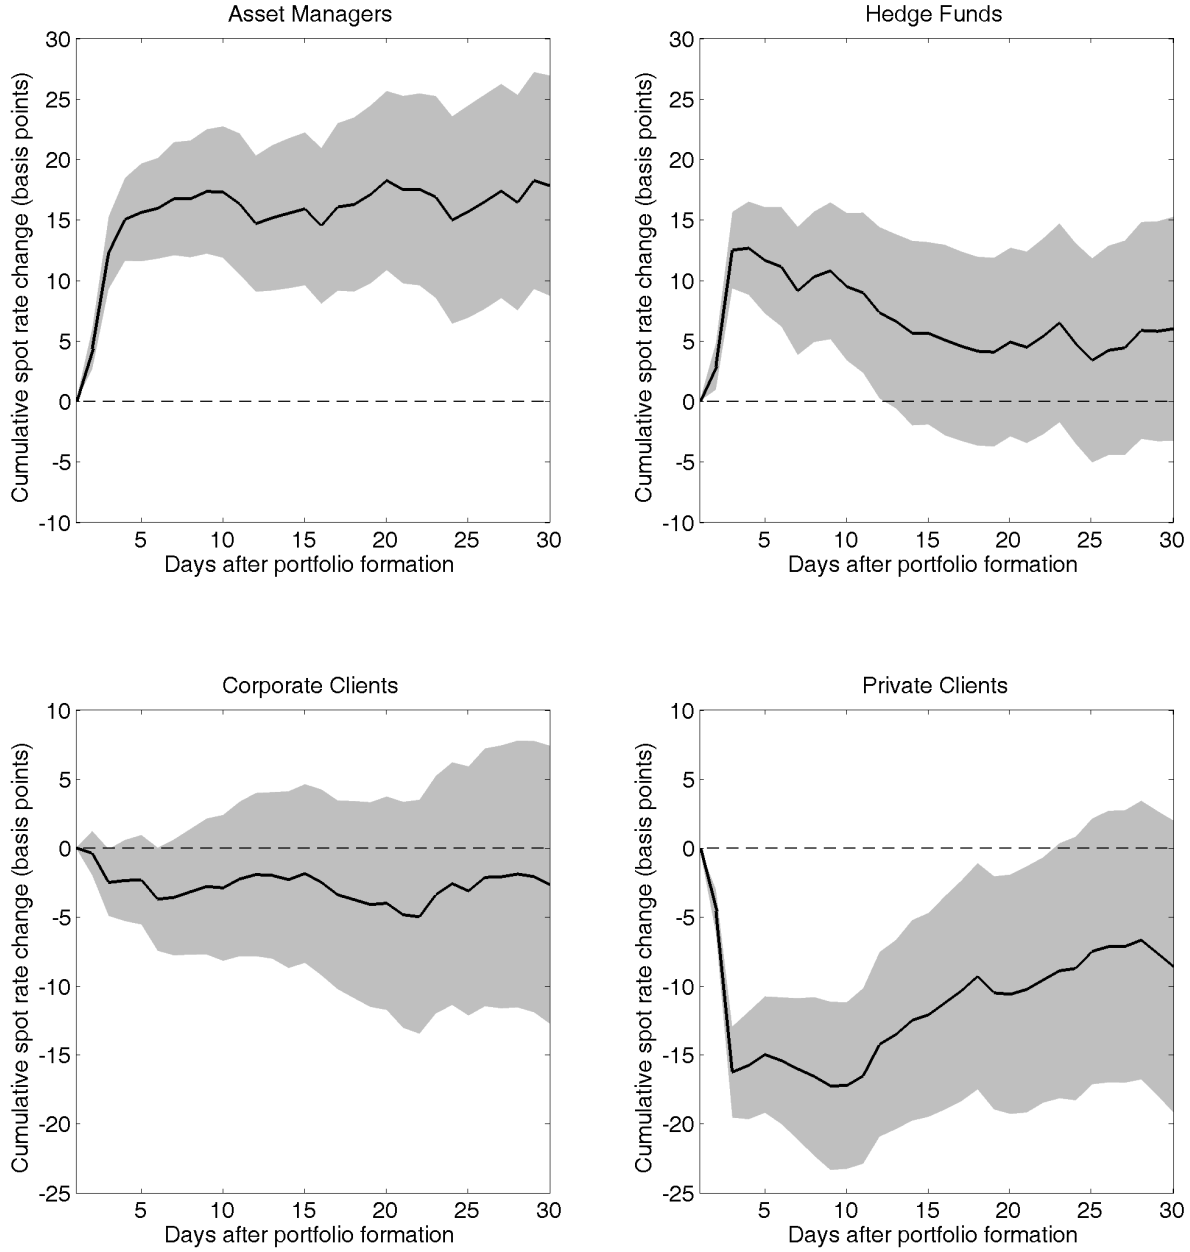 Asset Managers
Cumulative spot rate change (basis points)
30
25
20
15
10
5
0
-5
-10
5 10 15 20 25 30
Days after portfolio formation
Hedge Funds
Cumulative spot rate change (basis points)
30
25
20
15
10
5
0
-5
-10
5 10 15 20 25 30
Days after portfolio formation
Corporate Clients
Cumulative spot rate change (basis points)
10
5
0
-5
-10
-15
-20
-25
5 10 15 20 25 30
Days after portfolio formation
Private Clients
Cumulative spot rate change (basis points)
10
5
0
-5
-10
-15
-20
-25
5 10 15 20 25 30
Days after portfolio formation